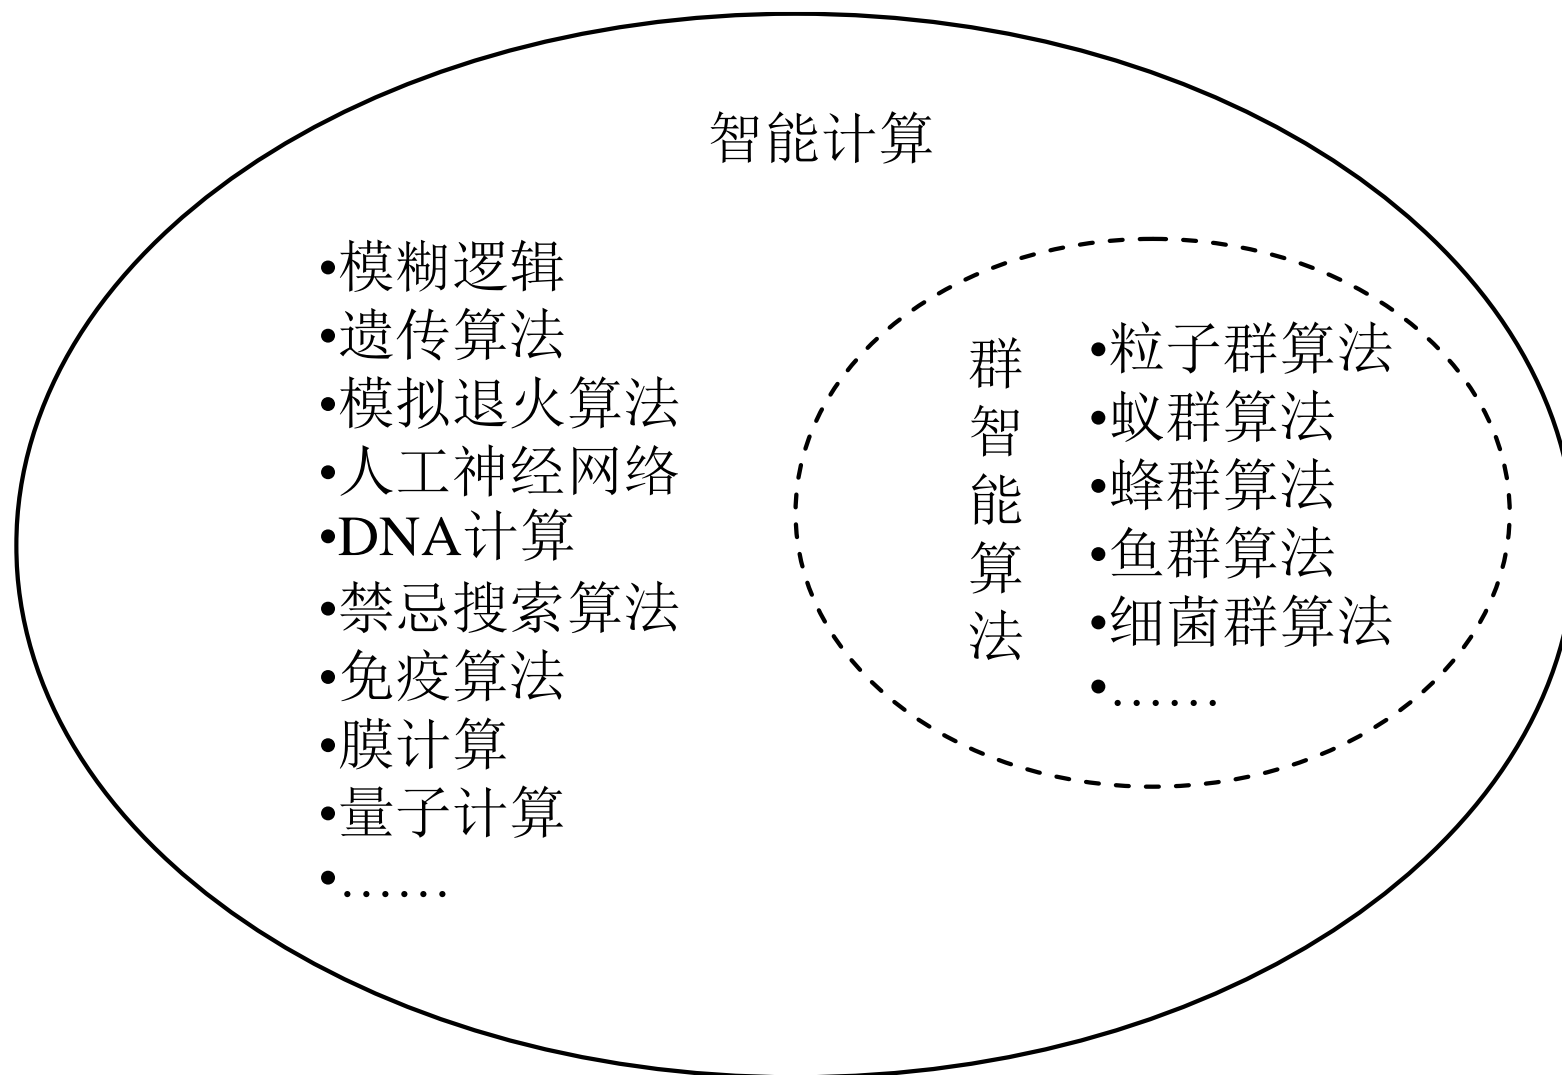 智能计算
•模糊逻辑
•遗传算法
•模拟退火算法
•人工神经网络
•DNA计算
•禁忌搜索算法
•免疫算法
•膜计算
•量子计算
•……
群智能算法
•粒子群算法
•蚁群算法
•蜂群算法
•鱼群算法
•细菌群算法
•……